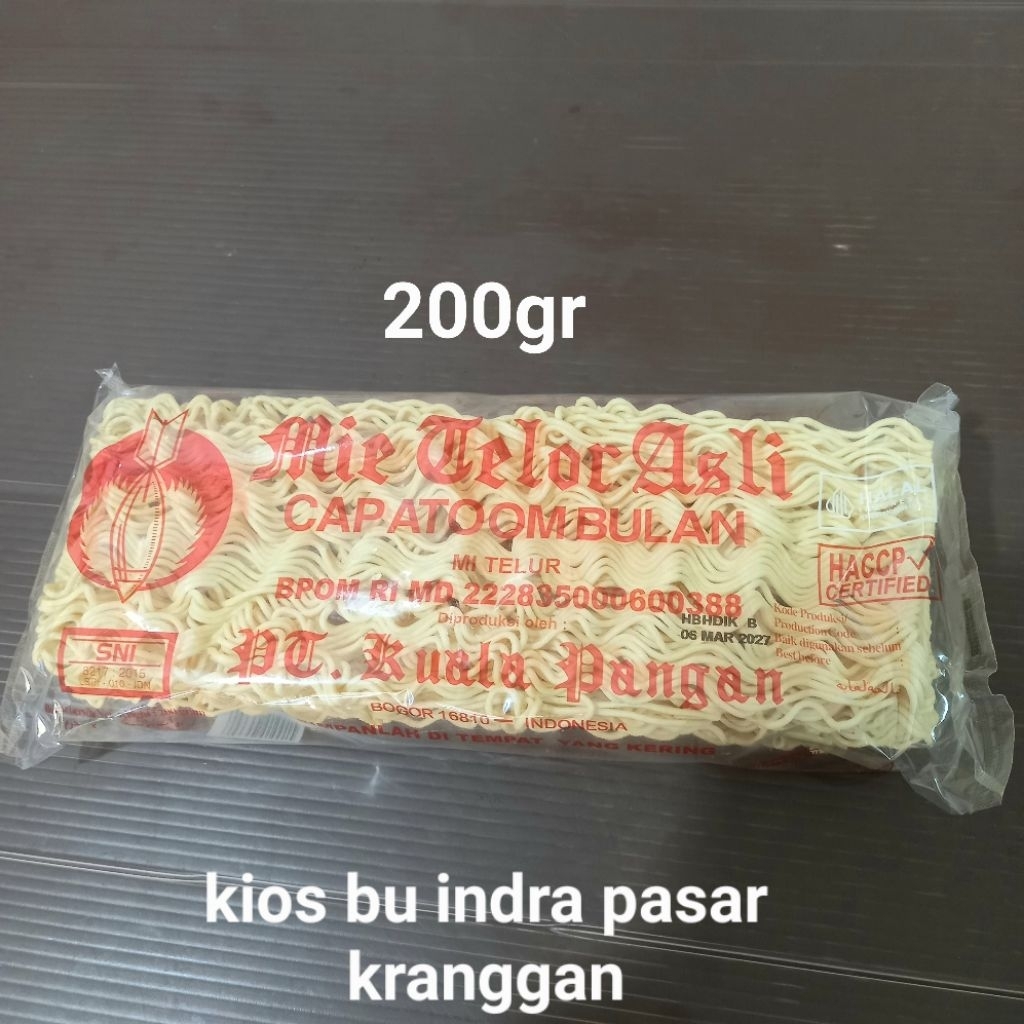 200gr
Mie Telor Asli
CAP ATOOM BULAN
MI TELUR
BPOM RI MD 222835000600388
Diproduksi oleh :
PT. Kuala Pangan
BOGOR 16810 — INDONESIA
HALAL
HACCP
CERTIFIED
HBHDIK B
06 MAR 2027
Kode Produksi/
Production Code
Baik digunakan sebelum
Best before
SNI
TEMPAT YANG KERING
kios bu indra pasar
kranggan